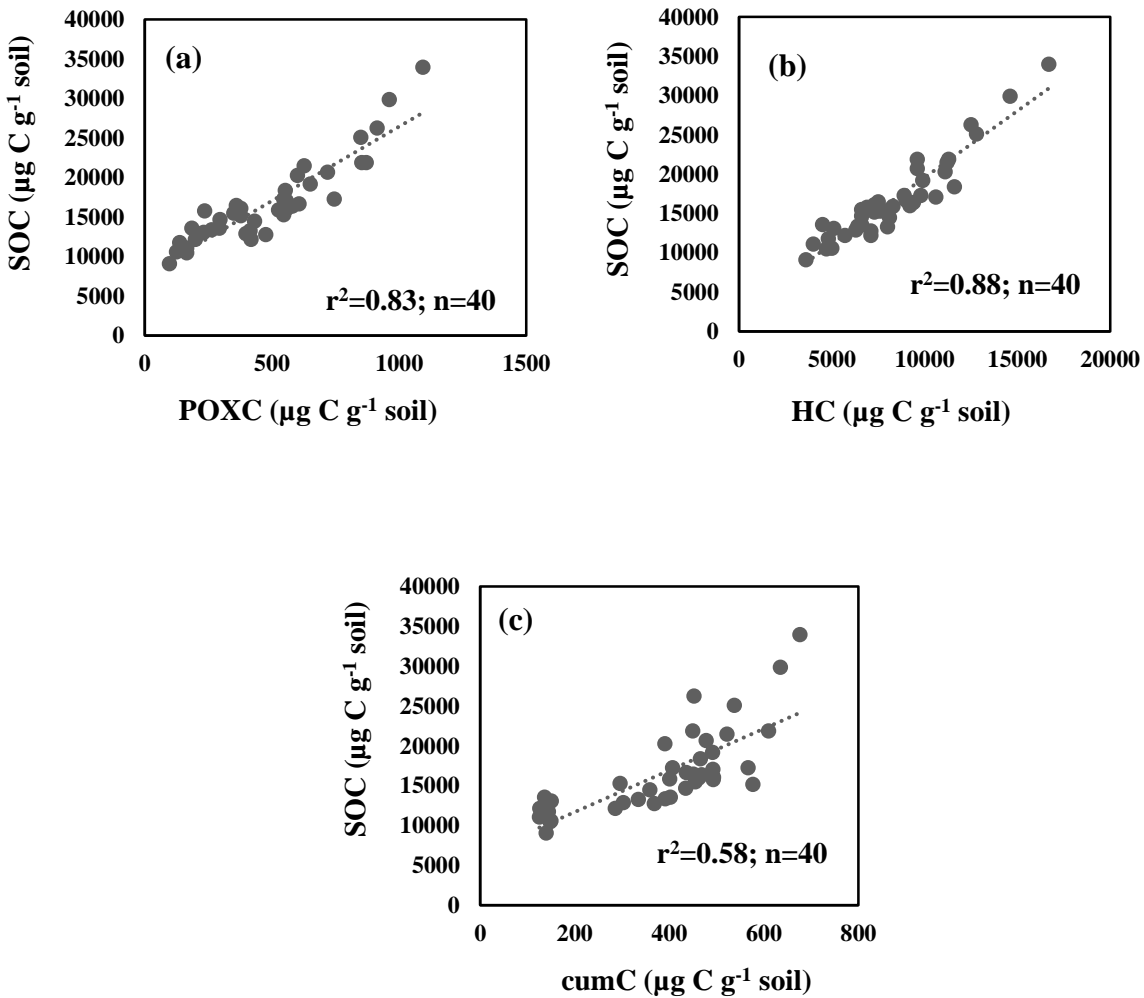 (a)
SOC (µg C g-1 soil)
40000
35000
30000
25000
20000
15000
10000
5000
0
0 500 1000 1500
POXC (µg C g-1 soil)
r2=0.83; n=40
(b)
SOC (µg C g-1 soil)
40000
35000
30000
25000
20000
15000
10000
5000
0
0 5000 10000 15000 20000
HC (µg C g-1 soil)
r2=0.88; n=40
(c)
SOC (µg C g-1 soil)
40000
35000
30000
25000
20000
15000
10000
5000
0
0 200 400 600 800
cumC (µg C g-1 soil)
r2=0.58; n=40